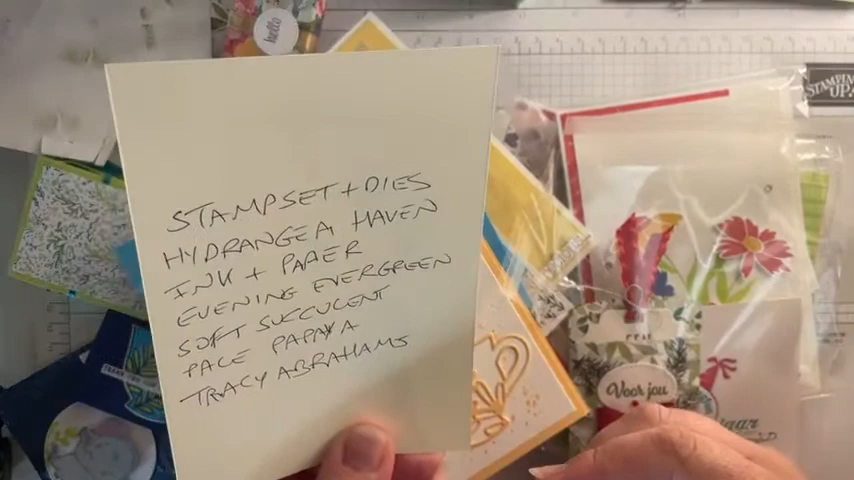 hello
STAMPIN'
UP!
STAMPSET + DIES
HYDRANGEA HAVEN
INK + PAPER
EVENING EVERGREEN
SOFT SUCCULENT
PALE PAPAYA
TRACY ABRAHAMS
Voor jou